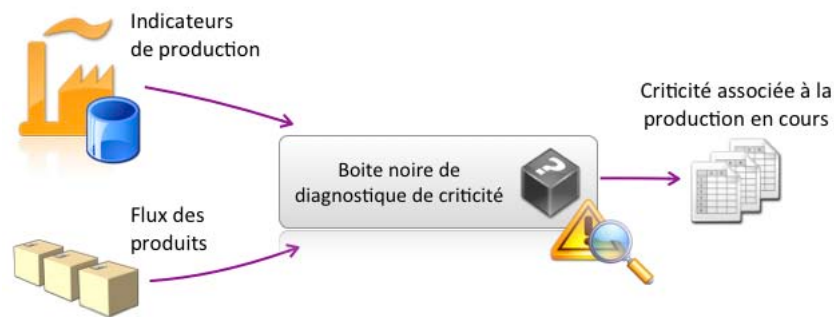 Indicateurs
de production
Criticité associée à la
production en cours
Boite noire de
diagnostique de criticité
?
Flux des
produits